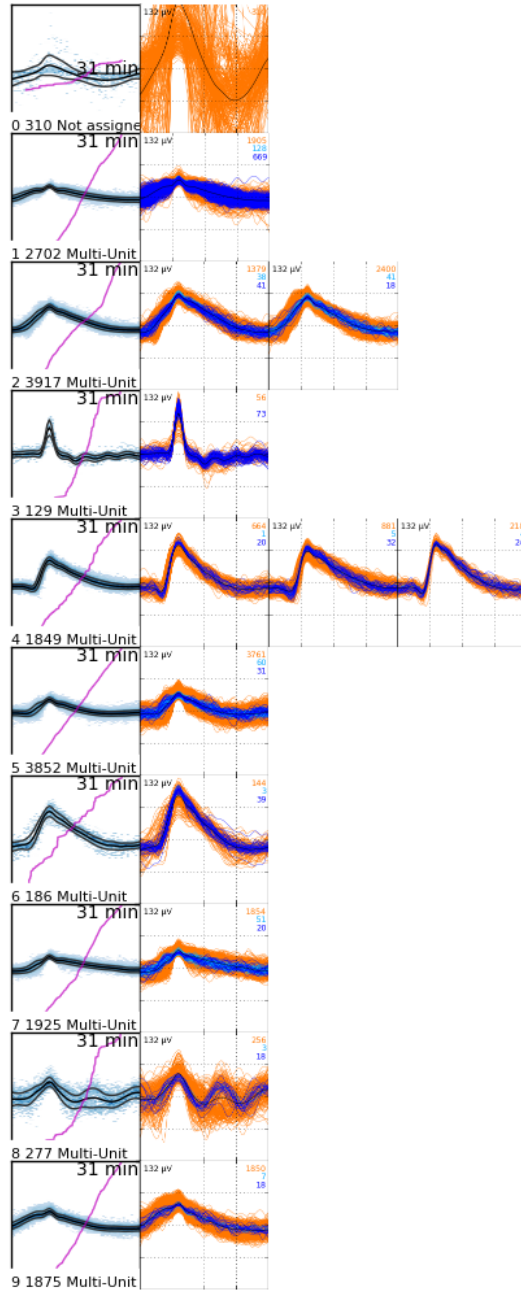 31 min 132 µV
0 310 Not assigne
31 min 132 µV 1905
128
669
1 2702 Multi-Unit
31 min 132 µV 1379 132 µV 2400
38 41
41 18
2 3917 Multi-Unit
31 min 132 µV 56
73
3 129 Multi-Unit
31 min 132 µV 664 132 µV 881 132 µV 218
1 5
20 32 24
4 1849 Multi-Unit
31 min 132 µV 3761
60
31
5 3852 Multi-Unit
31 min 132 µV 144
3
39
6 186 Multi-Unit
31 min 132 µV 1854
51
20
7 1925 Multi-Unit
31 min 132 µV 256
3
18
8 277 Multi-Unit
31 min 132 µV 1850
7
18
9 1875 Multi-Unit